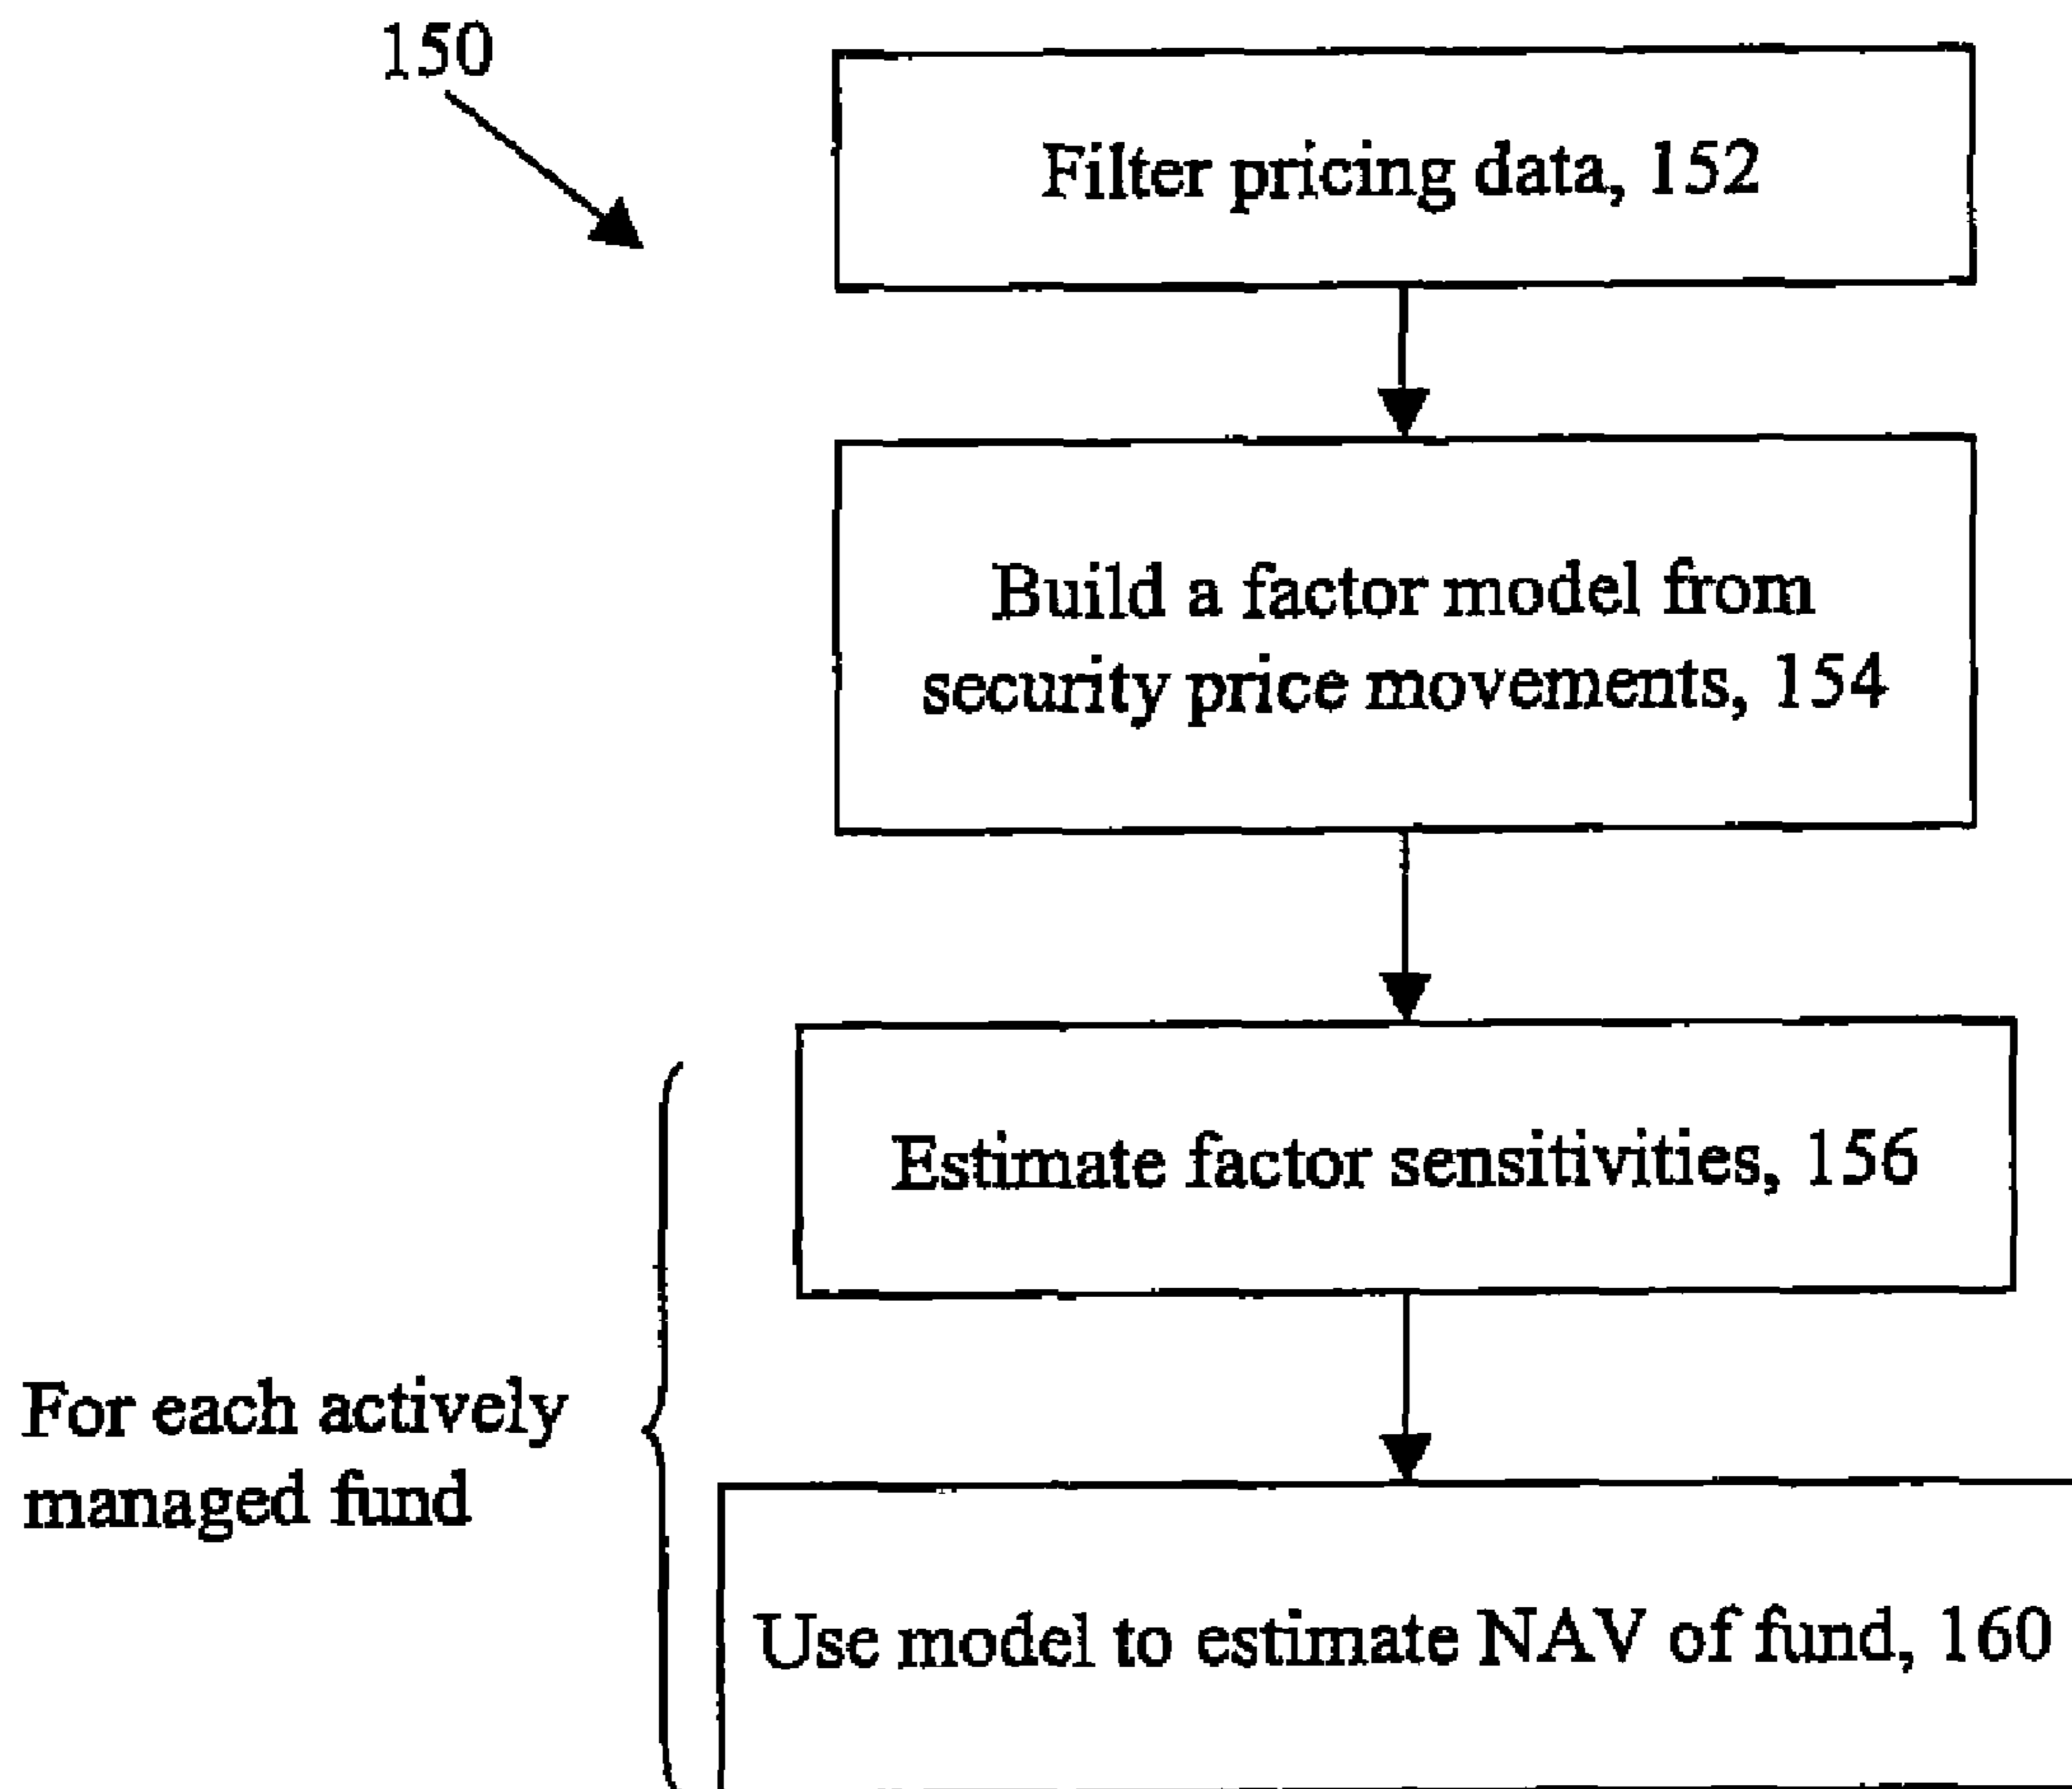 150
Filter pricing data, 152
Build a factor model from
security price movements, 154
Estimate factor sensitivities, 156
For each actively
managed fund
Use model to estimate NAV of fund, 160